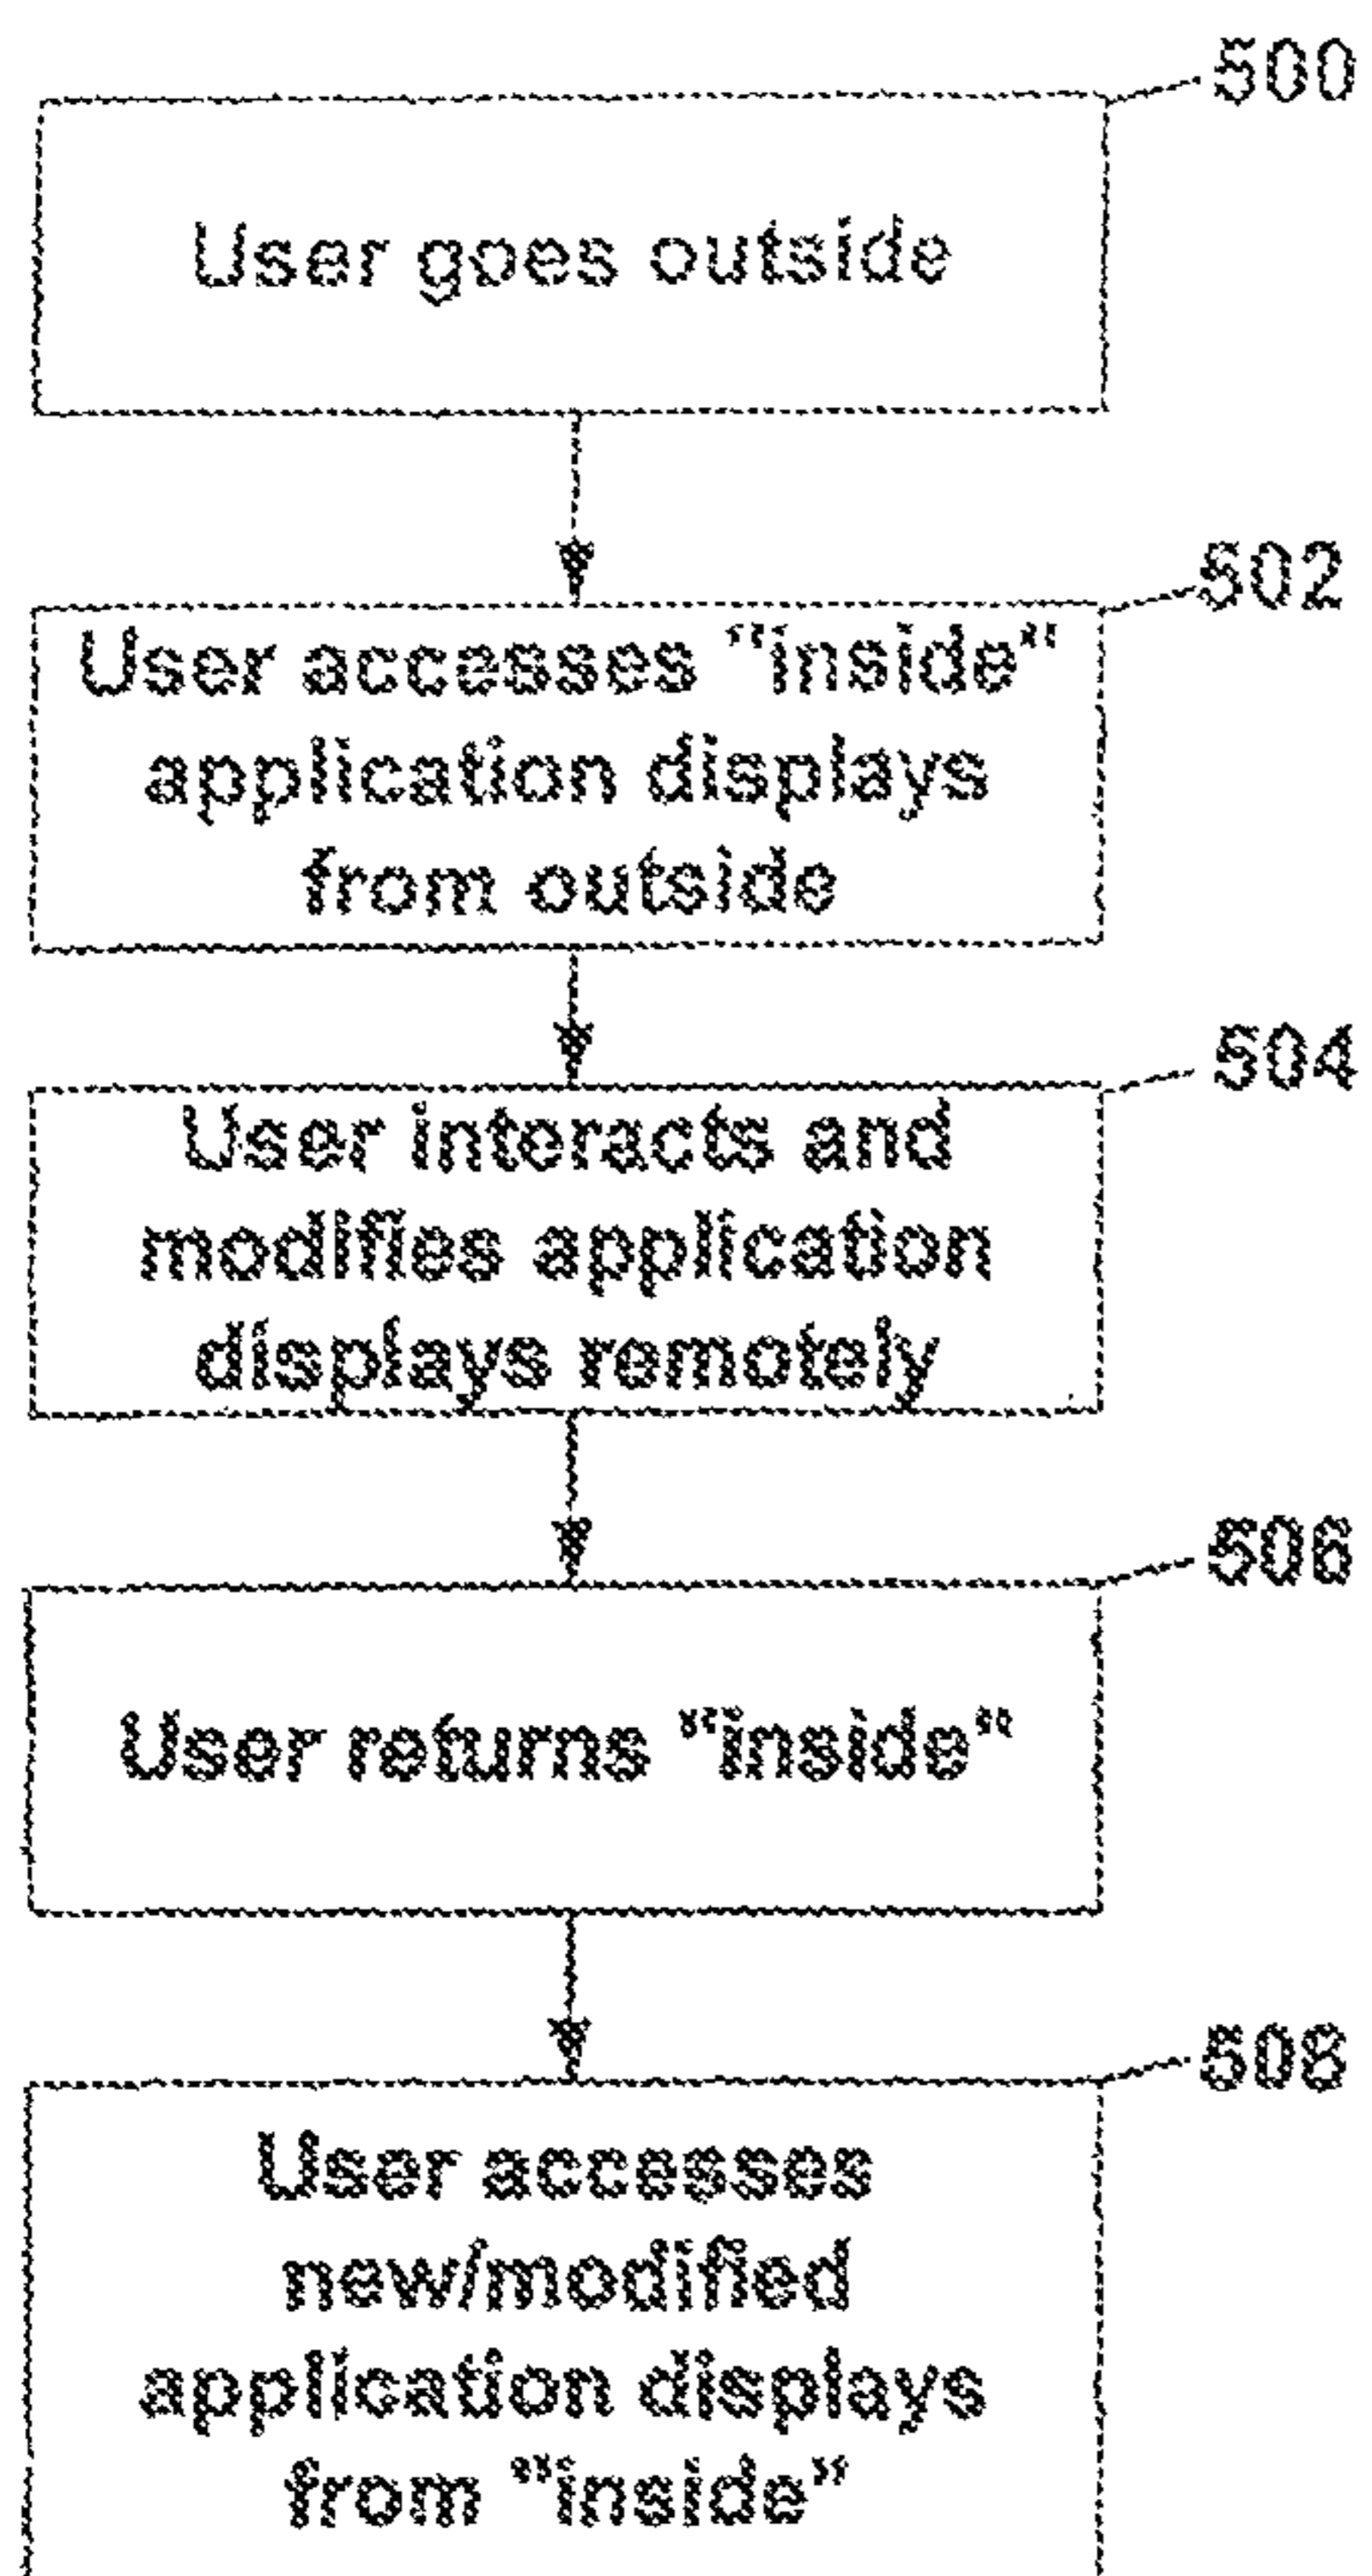 500
User goes outside
502
User accesses "inside"
application displays
from outside
504
User interacts and
modifies application
displays remotely
506
User returns "inside"
508
User accesses
new/modified
application displays
from "inside"